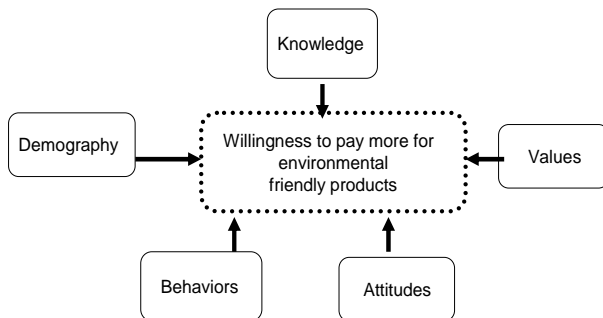 Knowledge
Demography
Willingness to pay more for
environmental
friendly products
Values
Behaviors
Attitudes